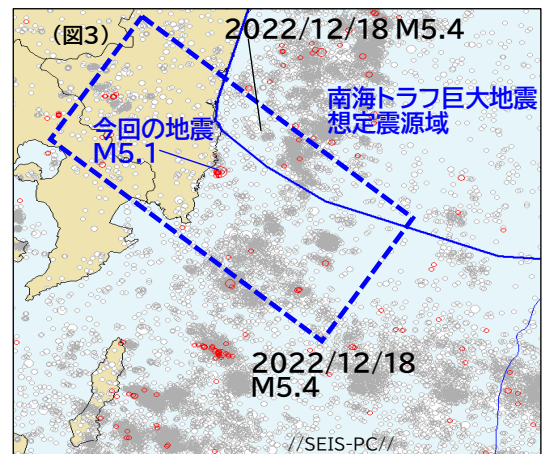 (図3)
2022/12/18 M5.4
南海トラフ巨大地震
想定震源域
今回の地震
M5.1
2022/12/18
M5.4
//SEIS-PC//